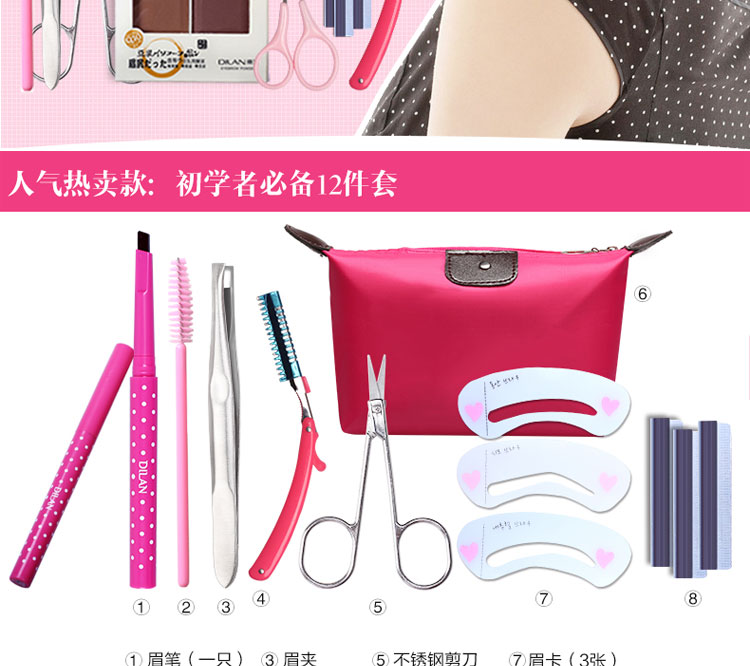 DILAN
人气热卖款：初学者必备12件套
DILAN
DILAN
⑥
① ② ③ ④ ⑤ ⑦ ⑧
① 眉笔（一只） ③ 眉夹 ⑤ 不锈钢剪刀 ⑦ 眉卡（3张）